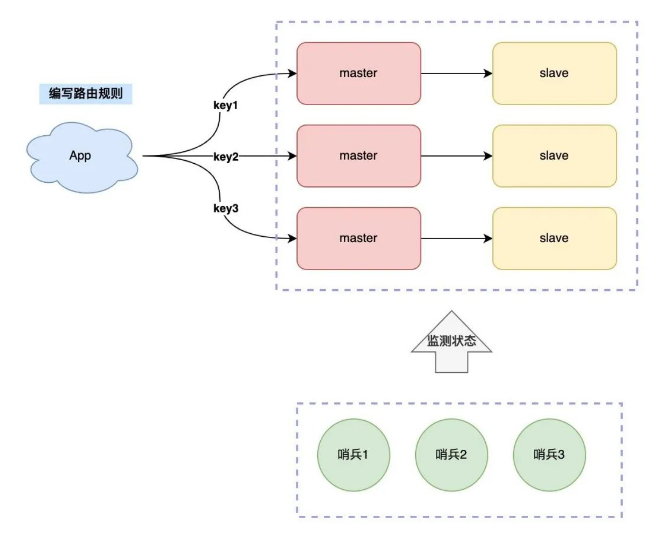 编写路由规则
App
key1
key2
key3
master
slave
master
slave
master
slave
监测状态
哨兵1
哨兵2
哨兵3